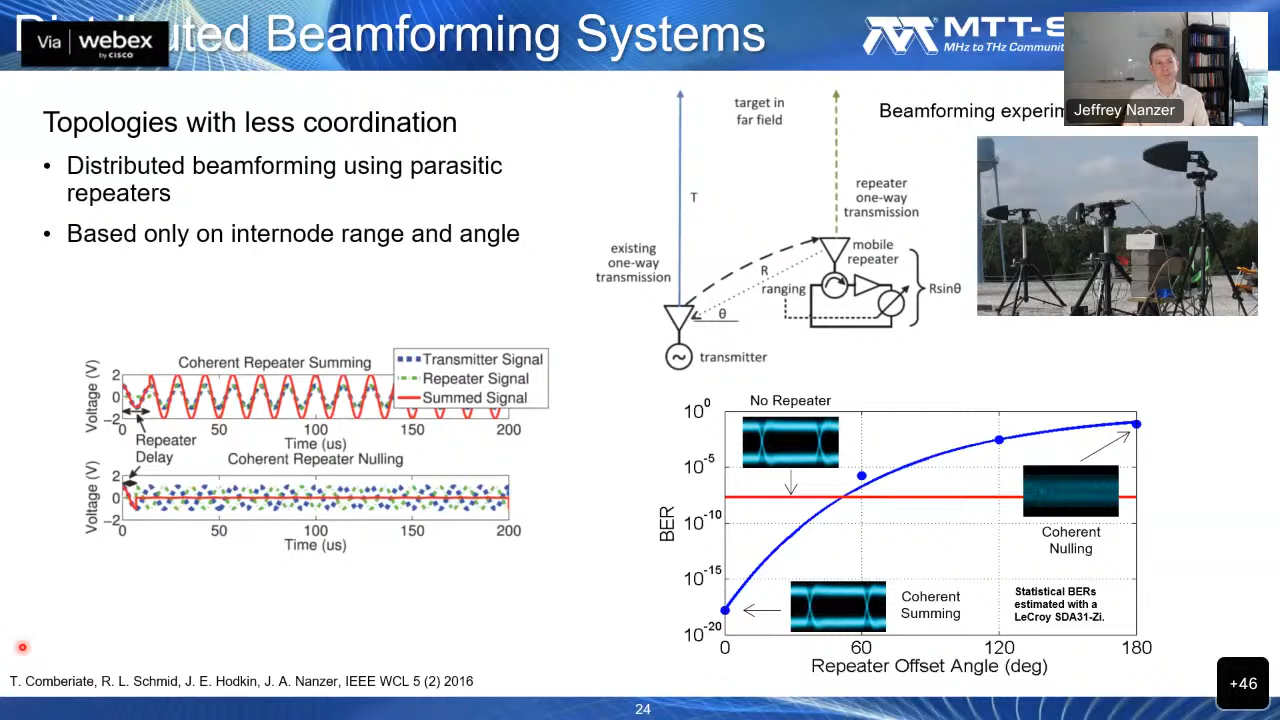 uted Beamforming Systems
Via webex
by CISCO
MTT-S
MHz to THz Communit
Jeffrey Nanzer
Topologies with less coordination
• Distributed beamforming using parasitic
repeaters
• Based only on internode range and angle
target in
far field
Beamforming experim
T
repeater
one-way
transmission
existing
one-way
transmission
mobile
repeater
R
ranging
Rsinθ
θ
transmitter
Coherent Repeater Summing
Transmitter Signal
Repeater Signal
Summed Signal
Voltage (V)
2
0
−2
0 50 100 150 200
Time (us)
Repeater
Delay
Coherent Repeater Nulling
Voltage (V)
2
0
−2
0 50 100 150 200
Time (us)
No Repeater
10^0
10^-5
10^-10
10^-15
10^-20
BER
Coherent
Nulling
Coherent
Summing
Statistical BERs
estimated with a
LeCroy SDA31-Zi.
0 60 120 180
Repeater Offset Angle (deg)
T. Comberiate, R. L. Schmid, J. E. Hodkin, J. A. Nanzer, IEEE WCL 5 (2) 2016
24
+46